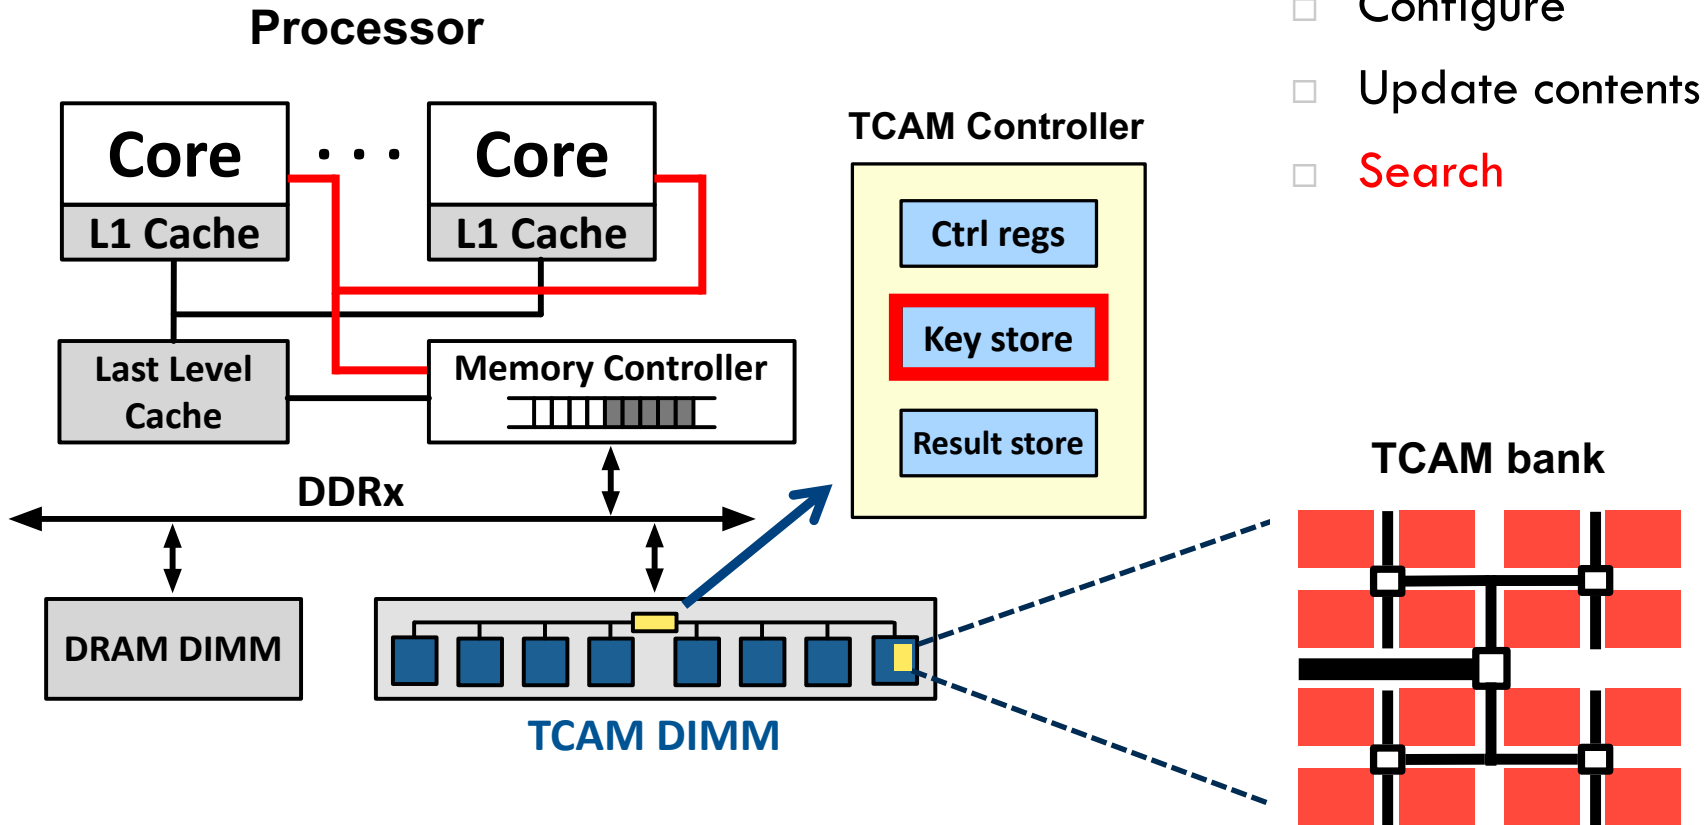 Processor
Configure
Update contents
Search
Core
. . .
Core
L1 Cache
L1 Cache
TCAM Controller
Ctrl regs
Key store
Result store
Last Level
Cache
Memory Controller
DDRx
DRAM DIMM
TCAM DIMM
TCAM bank